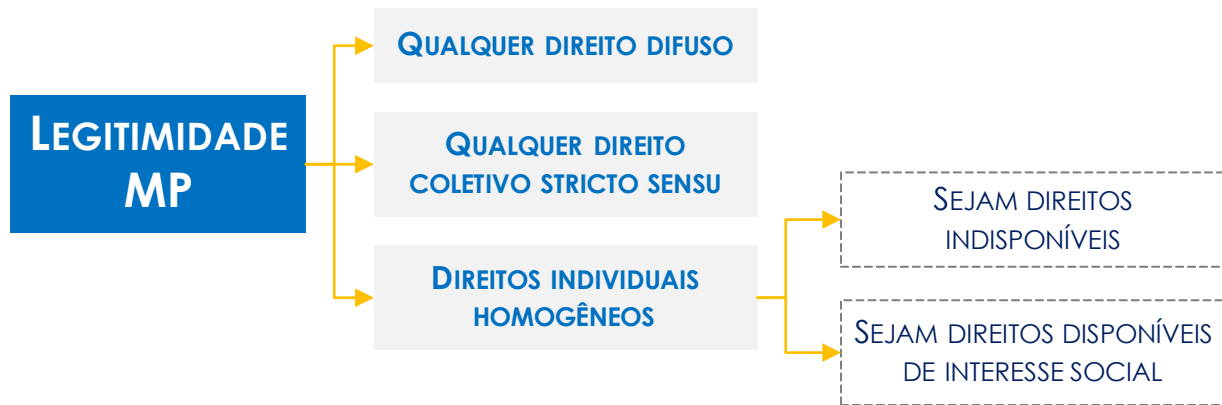 LEGITIMIDADE
MP
QUALQUER DIREITO DIFUSO
QUALQUER DIREITO
COLETIVO STRICTO SENSU
DIREITOS INDIVIDUAIS
HOMOGÊNEOS
SEJAM DIREITOS
INDISPONÍVEIS
SEJAM DIREITOS DISPONÍVEIS
DE INTERESSE SOCIAL